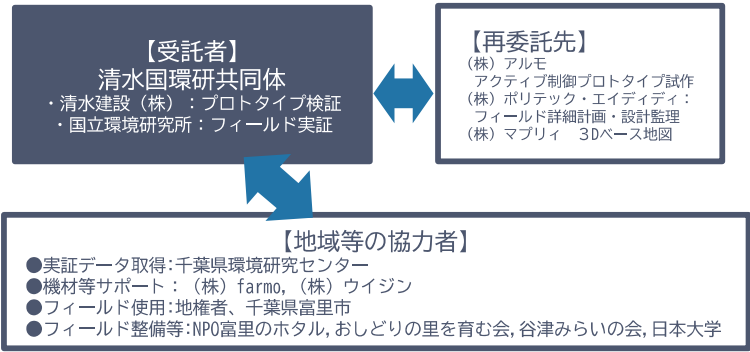 【受託者】
清水国環研共同体
・清水建設（株）：プロトタイプ検証
・国立環境研究所：フィールド実証
【再委託先】
（株）アルモ
アクティブ制御プロトタイプ試作
（株）ポリテック・エイディディ：
フィールド詳細計画・設計監理
（株）マプリィ　３Dベース地図
【地域等の協力者】
●実証データ取得:千葉県環境研究センター
●機材等サポート：（株）farmo,（株）ウイジン
●フィールド使用:地権者、千葉県富里市
●フィールド整備等:NPO富里のホタル,おしどりの里を育む会,谷津みらいの会,日本大学